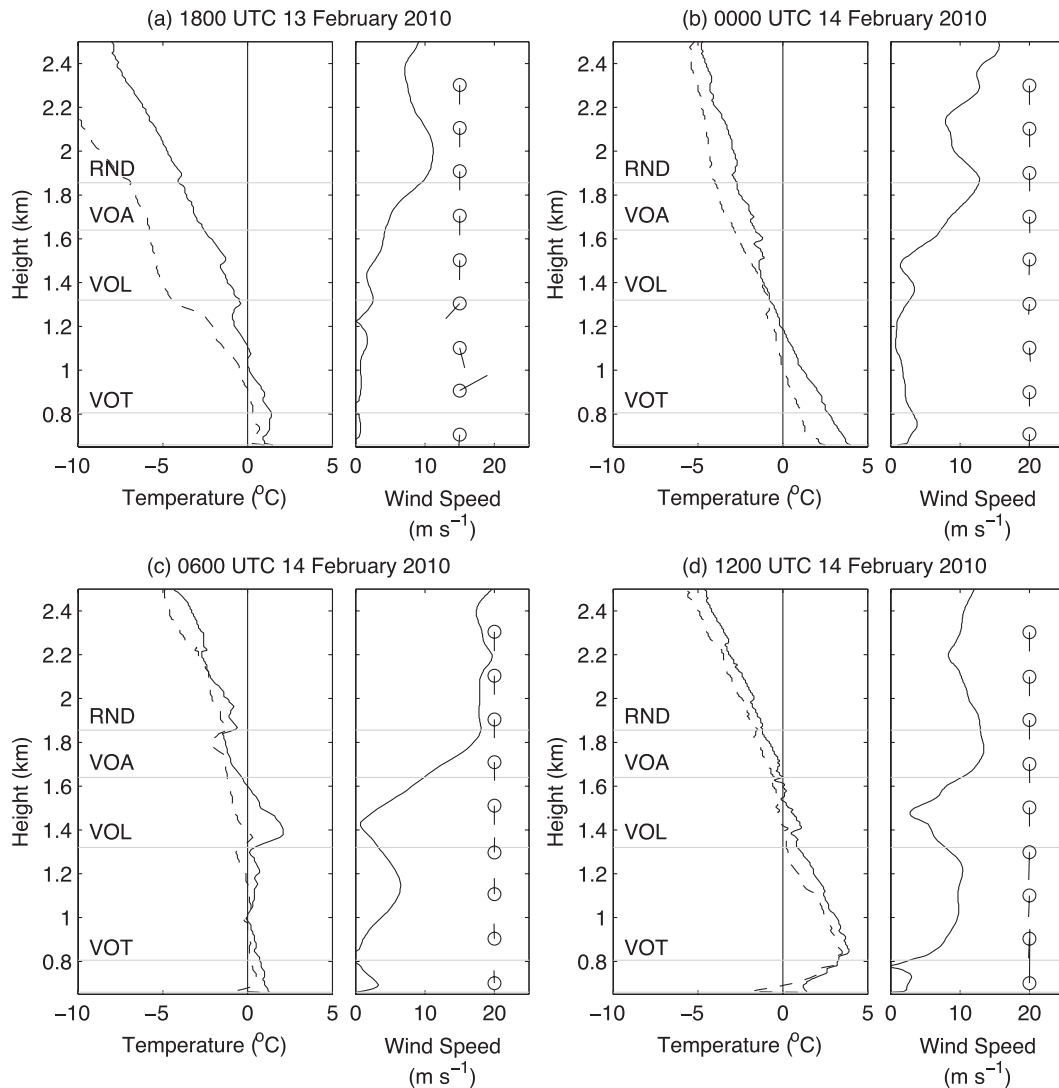 (a) 1800 UTC 13 February 2010
2.4
2.2
2
1.8
1.6
1.4
1.2
1
0.8
Height (km)
RND
VOA
VOL
VOT
−10 −5 0 5
Temperature (°C)
0 10 20
Wind Speed
(m s⁻¹)
(b) 0000 UTC 14 February 2010
2.4
2.2
2
1.8
1.6
1.4
1.2
1
0.8
Height (km)
RND
VOA
VOL
VOT
−10 −5 0 5
Temperature (°C)
0 10 20
Wind Speed
(m s⁻¹)
(c) 0600 UTC 14 February 2010
2.4
2.2
2
1.8
1.6
1.4
1.2
1
0.8
Height (km)
RND
VOA
VOL
VOT
−10 −5 0 5
Temperature (°C)
0 10 20
Wind Speed
(m s⁻¹)
(d) 1200 UTC 14 February 2010
2.4
2.2
2
1.8
1.6
1.4
1.2
1
0.8
Height (km)
RND
VOA
VOL
VOT
−10 −5 0 5
Temperature (°C)
0 10 20
Wind Speed
(m s⁻¹)